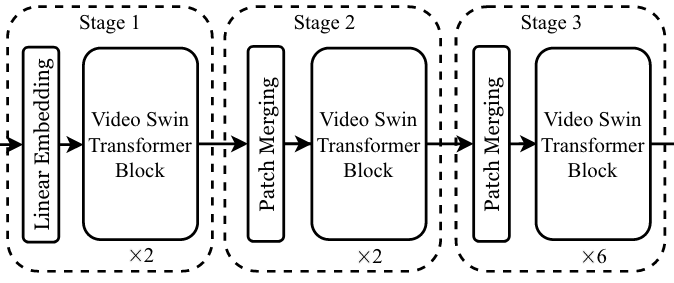 Stage 1
Linear Embedding
Video Swin
Transformer
Block
×2
Stage 2
Patch Merging
Video Swin
Transformer
Block
×2
Stage 3
Patch Merging
Video Swin
Transformer
Block
×6